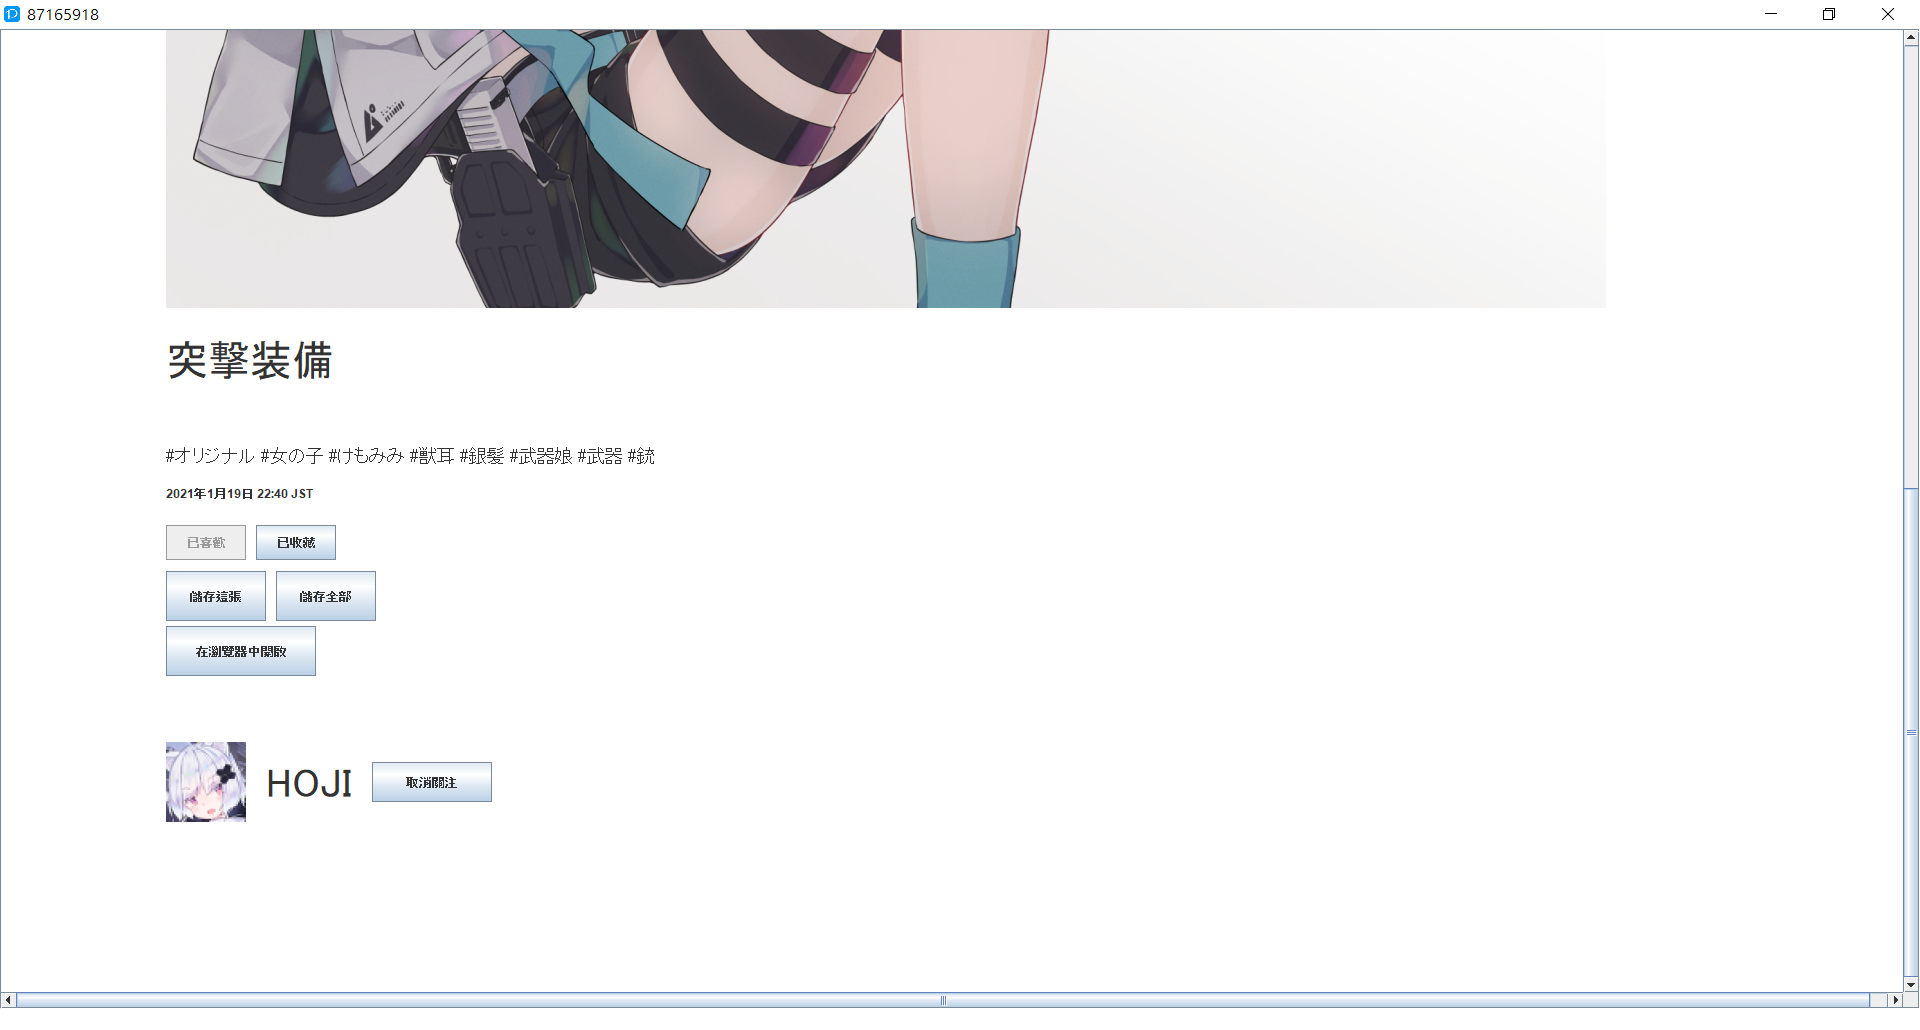 87165918
突撃装備
#オリジナル #女の子 #けもみみ #獣耳 #銀髪 #武器娘 #武器 #銃
2021年1月19日 22:40 JST
已喜歡 已收藏
儲存這張 儲存全部
在瀏覽器中開啟
HOJI 取消關注